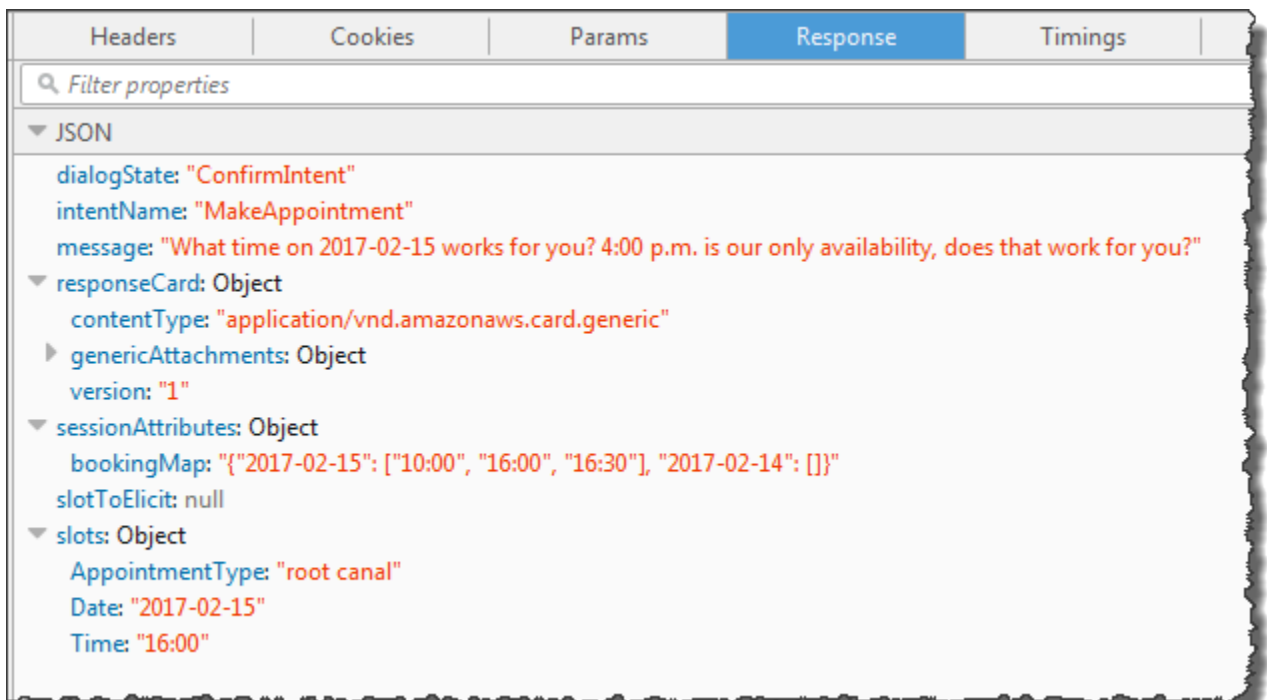 Headers Cookies Params Response Timings
Filter properties
JSON
dialogState: "ConfirmIntent"
intentName: "MakeAppointment"
message: "What time on 2017-02-15 works for you? 4:00 p.m. is our only availability, does that work for you?"
responseCard: Object
contentType: "application/vnd.amazonaws.card.generic"
genericAttachments: Object
version: "1"
sessionAttributes: Object
bookingMap: "{"2017-02-15": ["10:00", "16:00", "16:30"], "2017-02-14": []}"
slotToElicit: null
slots: Object
AppointmentType: "root canal"
Date: "2017-02-15"
Time: "16:00"